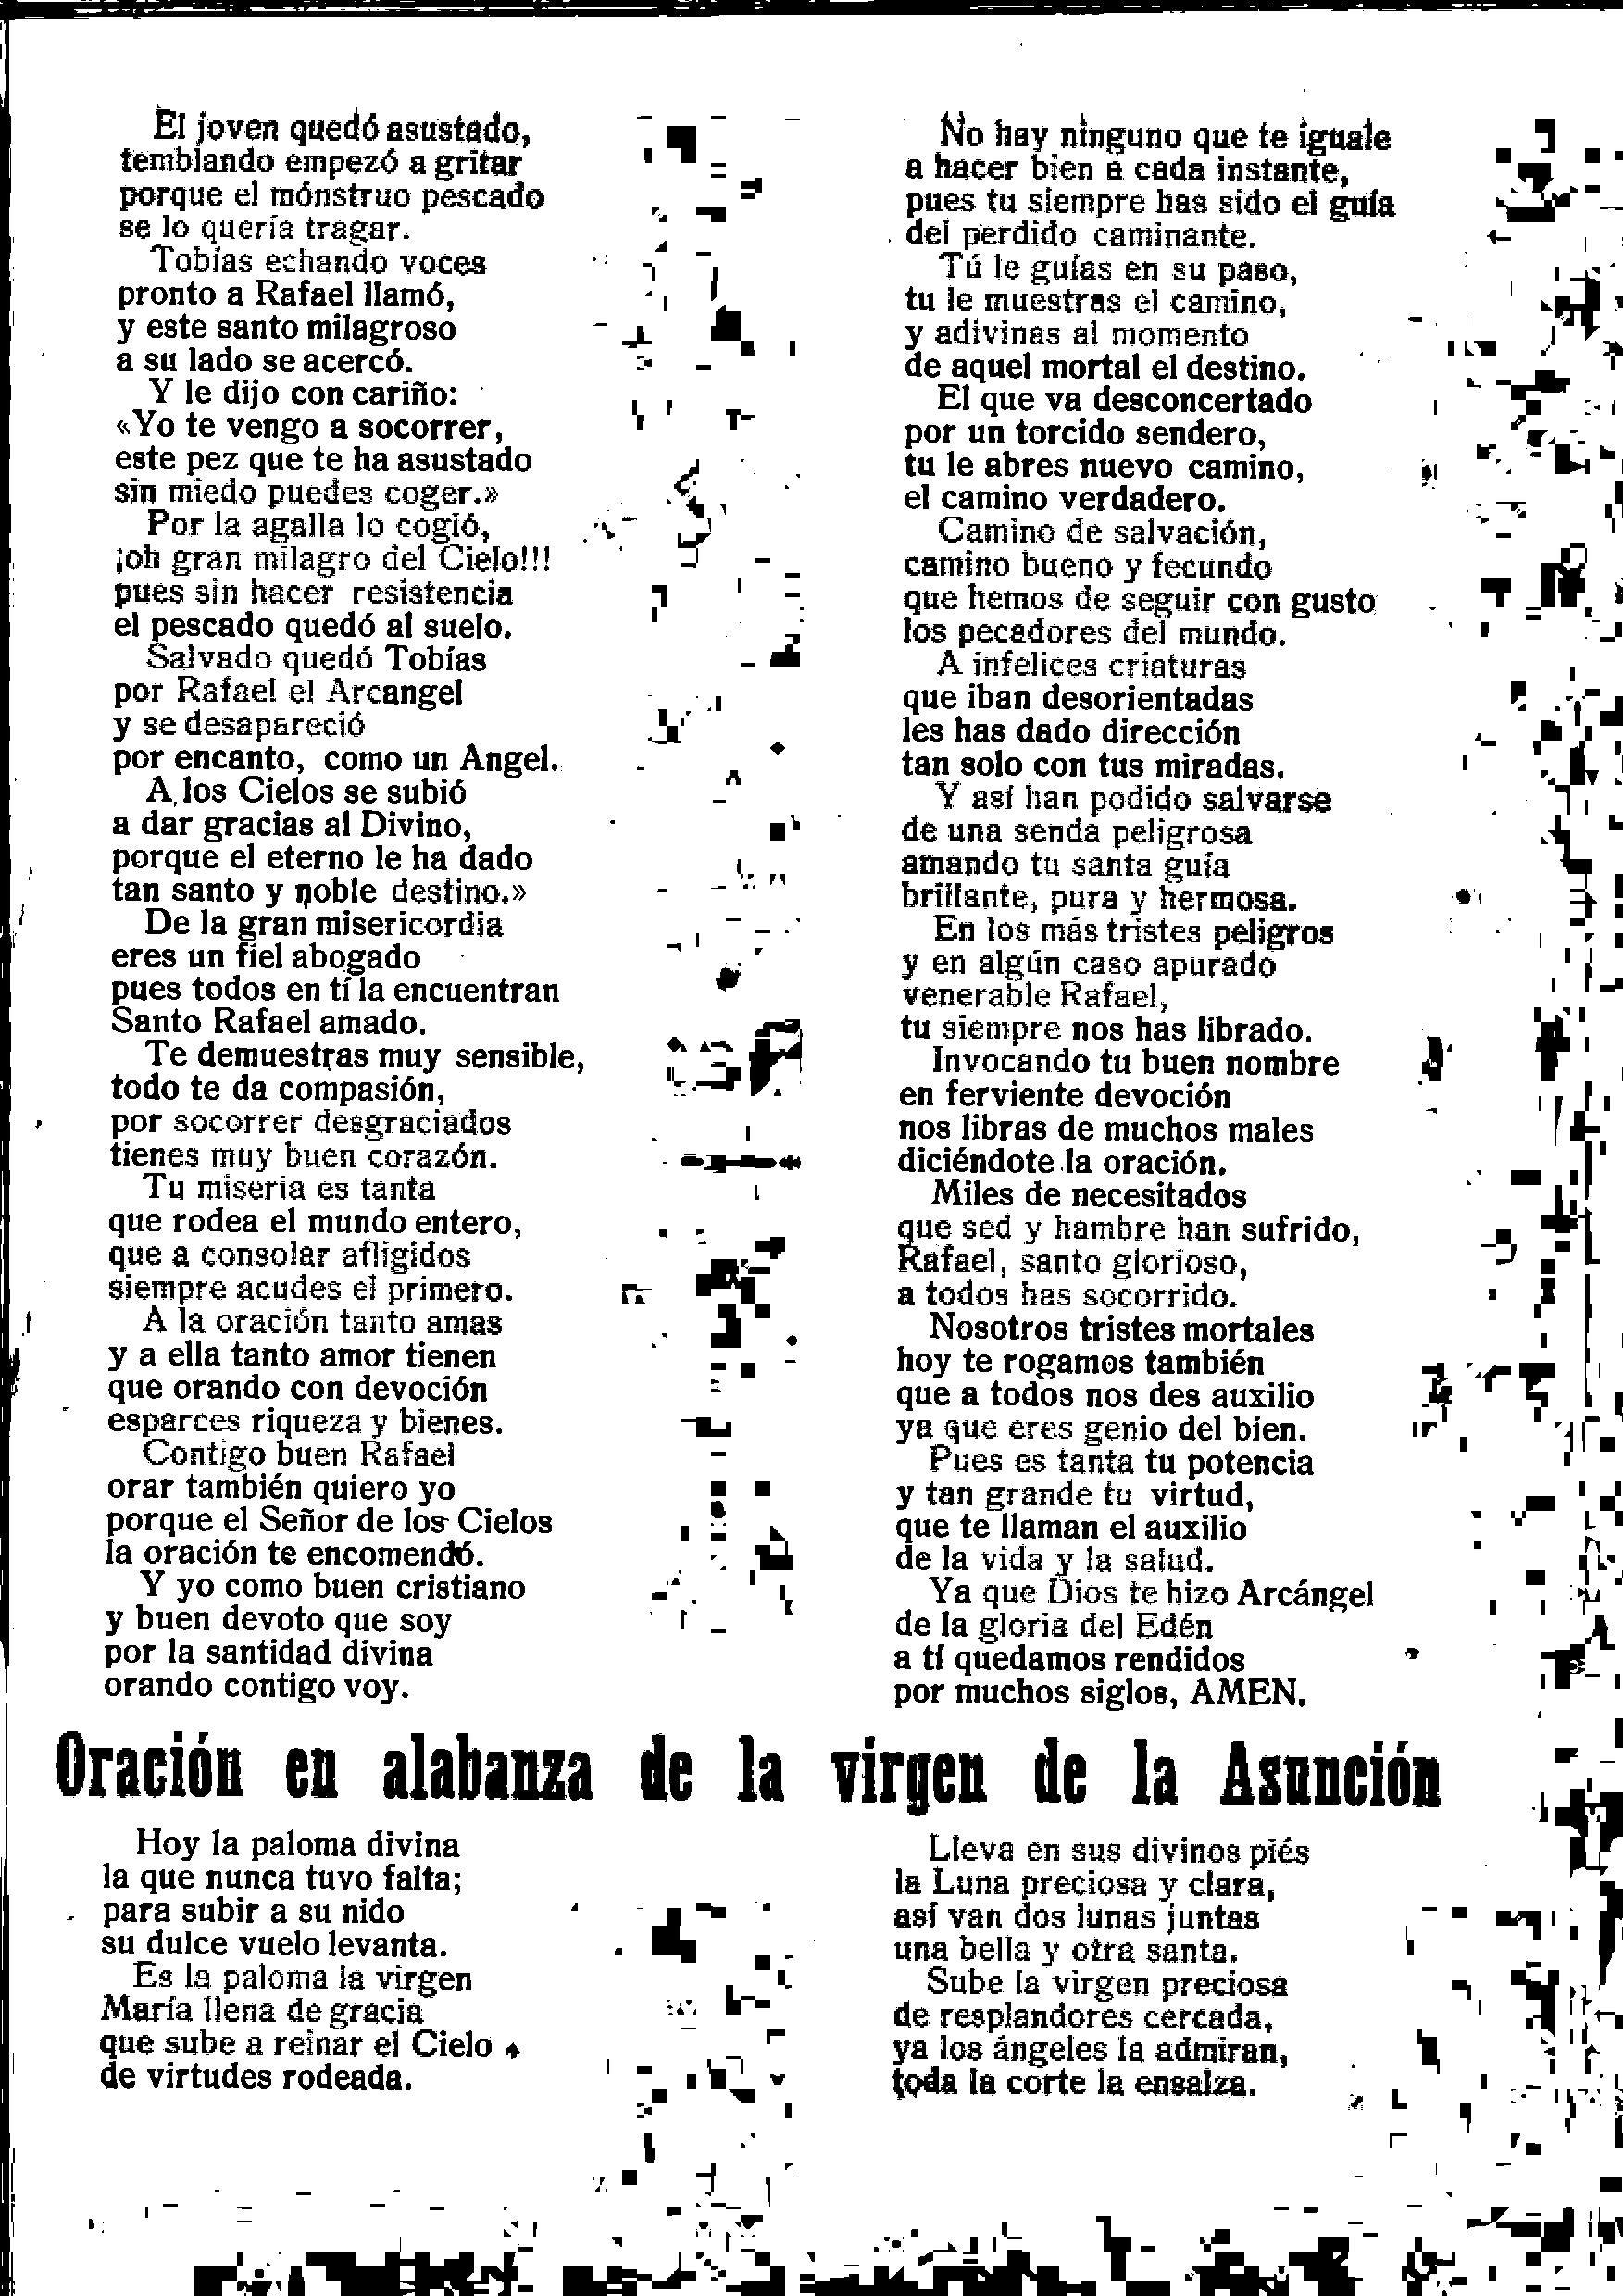 El joven quedó asustado,
temblando empezó a gritar
porque el mónstruo pescado
se lo quería tragar.
Tobías echando voces
pronto a Rafael llamó,
y este santo milagroso
a su lado se acercó.
Y le dijo con cariño:
«Yo te vengo a socorrer,
este pez que te ha asustado
sin miedo puedes coger.»
Por la agalla lo cogió,
¡oh gran milagro del Cielo!!!
pues sin hacer resistencia
el pescado quedó al suelo.
Salvado quedó Tobías
por Rafael el Arcangel
y se desapareció
por encanto, como un Angel.
A los Cielos se subió
a dar gracias al Divino,
porque el eterno le ha dado
tan santo y noble destino.»
De la gran misericordia
eres un fiel abogado
pues todos en tí la encuentran
Santo Rafael amado.
Te demuestras muy sensible,
todo te da compasión,
por socorrer desgraciados
tienes muy buen corazón.
Tu miseria es tanta
que rodea el mundo entero,
que a consolar afligidos
siempre acudes el primero.
A la oración tanto amas
y a ella tanto amor tienen
que orando con devoción
esparces riqueza y bienes.
Contigo buen Rafael
orar también quiero yo
porque el Señor de los Cielos
la oración te encomendó.
Y yo como buen cristiano
y buen devoto que soy
por la santidad divina
orando contigo voy.
No hay ninguno que te iguale
a hacer bien a cada instante,
pues tu siempre has sido el guía
del perdido caminante.
Tú le guías en su paso,
tu le muestras el camino,
y adivinas al momento
de aquel mortal el destino.
El que va desconcertado
por un torcido sendero,
tu le abres nuevo camino,
el camino verdadero.
Camino de salvación,
camino bueno y fecundo
que hemos de seguir con gusto
los pecadores del mundo.
A infelices criaturas
que iban desorientadas
les has dado dirección
tan solo con tus miradas.
Y así han podido salvarse
de una senda peligrosa
amando tu santa guía
brillante, pura y hermosa.
En los más tristes peligros
y en algún caso apurado
venerable Rafael,
tu siempre nos has librado.
Invocando tu buen nombre
en ferviente devoción
nos libras de muchos males
diciéndote la oración.
Miles de necesitados
que sed y hambre han sufrido,
Rafael, santo glorioso,
a todos has socorrido.
Nosotros tristes mortales
hoy te rogamos también
que a todos nos des auxilio
ya que eres genio del bien.
Pues es tanta tu potencia
y tan grande tu virtud,
que te llaman el auxilio
de la vida y la salud.
Ya que Dios te hizo Arcángel
de la gloria del Edén
a tí quedamos rendidos
por muchos siglos, AMEN.
Oración en alabanza de la virgen de la Asunción
Hoy la paloma divina
la que nunca tuvo falta;
para subir a su nido
su dulce vuelo levanta.
Es la paloma la virgen
María llena de gracia
que sube a reinar el Cielo
de virtudes rodeada.
Lleva en sus divinos piés
la Luna preciosa y clara,
así van dos lunas juntas
una bella y otra santa.
Sube la virgen preciosa
de resplandores cercada,
ya los ángeles la admiran,
toda la corte la ensalza.